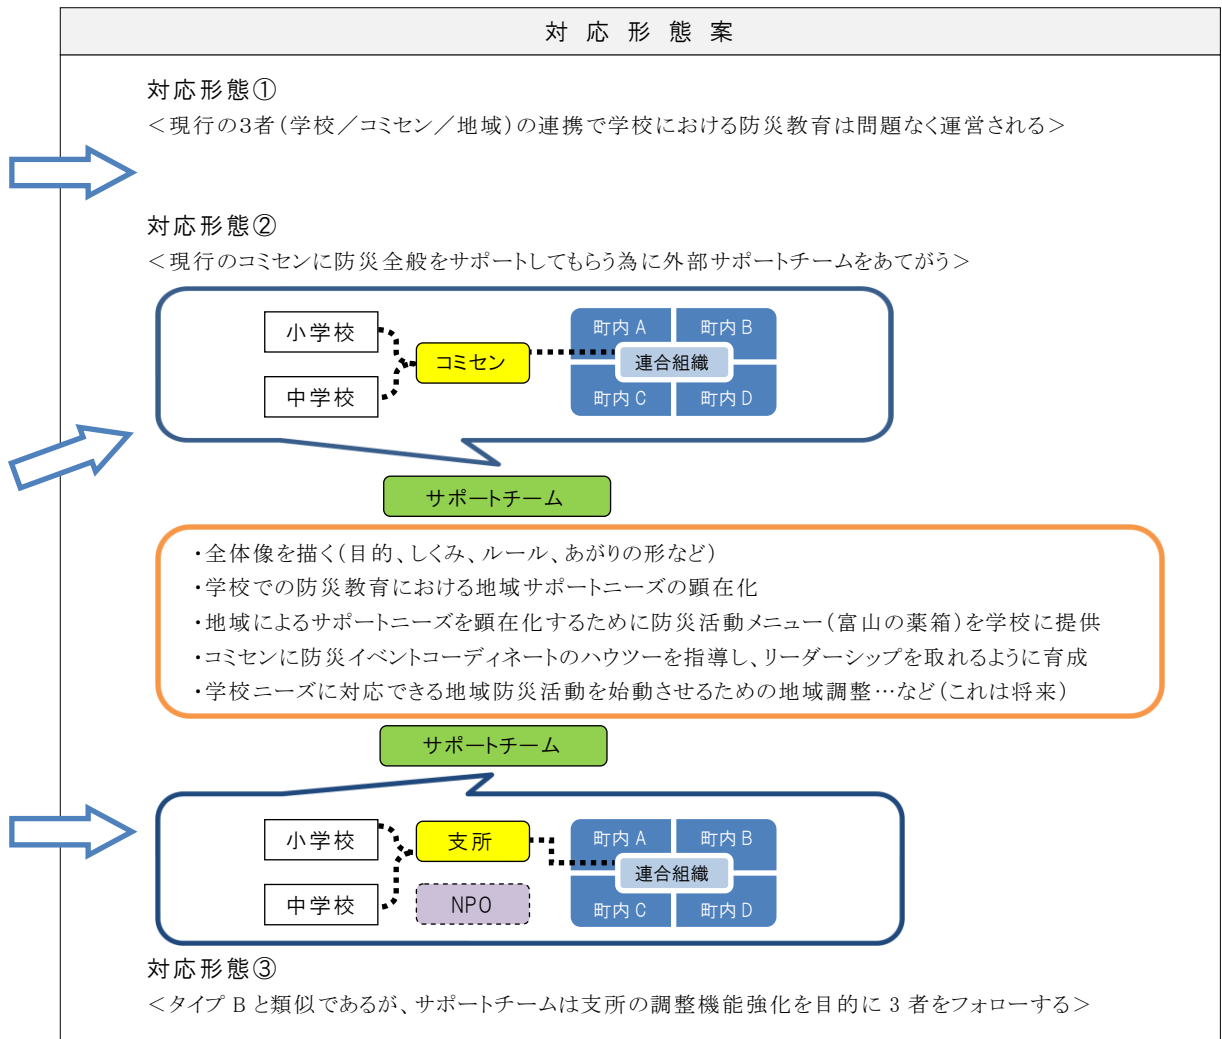 対応形態案
対応形態①
＜現行の3者（学校／コミセン／地域）の連携で学校における防災教育は問題なく運営される＞
対応形態②
＜現行のコミセンに防災全般をサポートしてもらう為に外部サポートチームをあてがう＞
小学校
中学校
コミセン
町内 A
町内 B
連合組織
町内 C
町内 D
サポートチーム
・全体像を描く（目的、しくみ、ルール、あがりの形など）
・学校での防災教育における地域サポートニーズの顕在化
・地域によるサポートニーズを顕在化するために防災活動メニュー（富山の薬箱）を学校に提供
・コミセンに防災イベントコーディネートのハウツーを指導し、リーダーシップを取れるように育成
・学校ニーズに対応できる地域防災活動を始動させるための地域調整…など（これは将来）
サポートチーム
小学校
中学校
支所
NPO
町内 A
町内 B
連合組織
町内 C
町内 D
対応形態③
＜タイプ B と類似であるが、サポートチームは支所の調整機能強化を目的に 3 者をフォローする＞